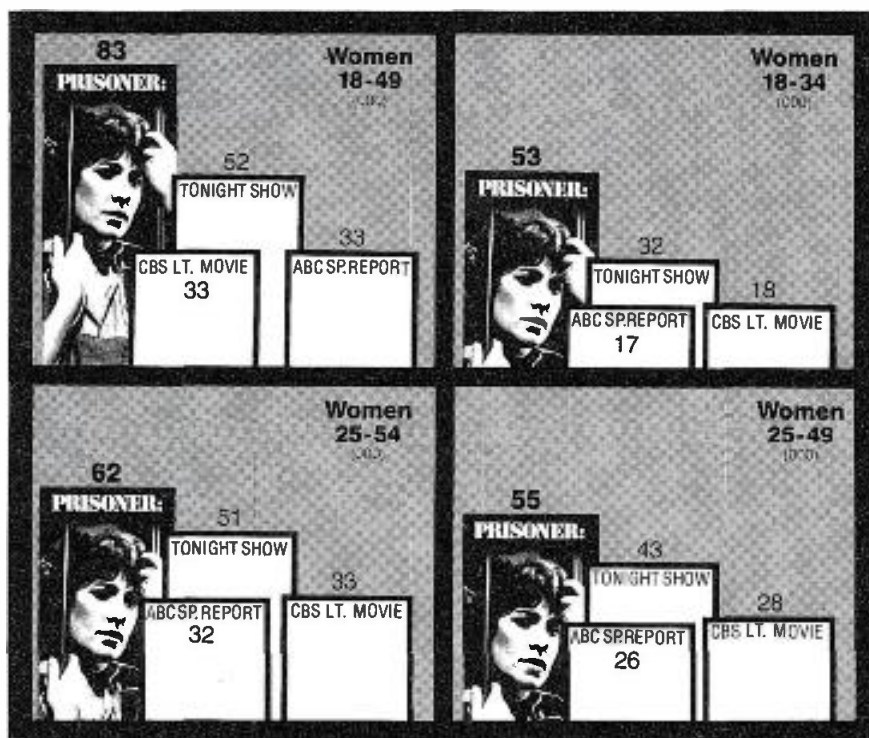 83
PRISONER:
Women
18-49
(000)
52
TONIGHT SHOW
33
CBS LT. MOVIE
33
ABC SP. REPORT
53
PRISONER:
Women
18-34
(000)
32
TONIGHT SHOW
18
ABC SP. REPORT
17
CBS LT. MOVIE
62
PRISONER:
Women
25-54
(000)
51
TONIGHT SHOW
33
ABC SP. REPORT
32
CBS LT. MOVIE
55
PRISONER:
Women
25-49
(000)
43
TONIGHT SHOW
28
ABC SP. REPORT
26
CBS LT. MOVIE